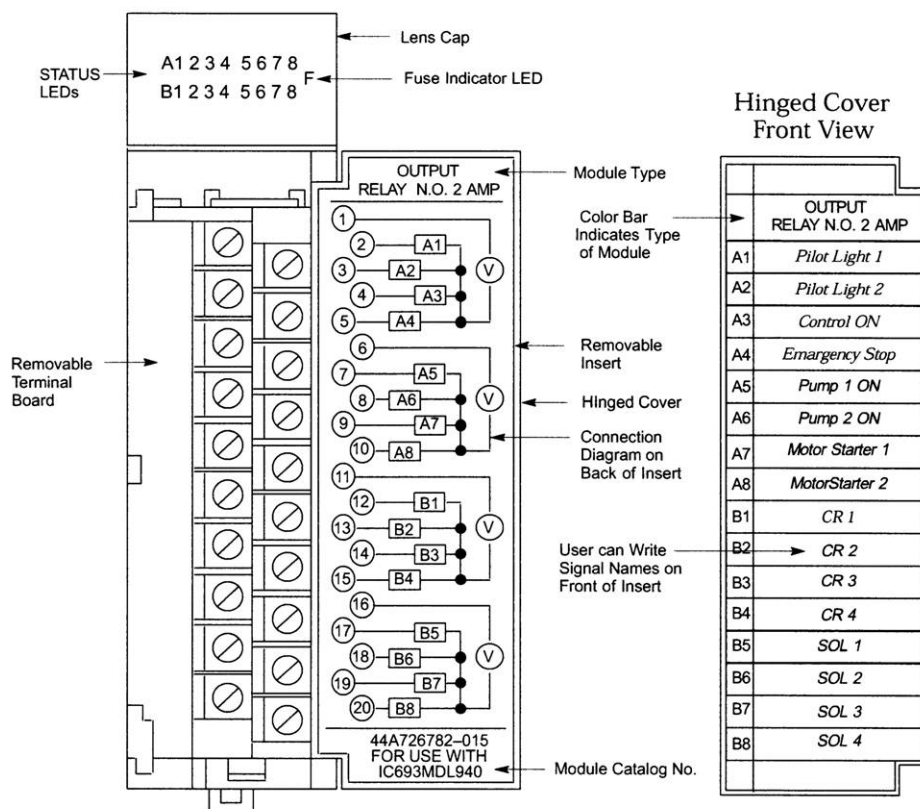 Lens Cap
A1 2 3 4 5 6 7 8
F
B1 2 3 4 5 6 7 8
STATUS
LEDs
Fuse Indicator LED
Hinged Cover
Front View
OUTPUT
RELAY N.O. 2 AMP
Module Type
1
2 A1
3 A2 V
4 A3
5 A4
6
7 A5
8 A6 V
9 A7
10 A8
11
12 B1
13 B2 V
14 B3
15 B4
16
17 B5
18 B6 V
19 B7
20 B8
44A726782–015
FOR USE WITH
IC693MDL940
Removable
Terminal
Board
Color Bar
Indicates Type
of Module
Removable
Insert
HInged Cover
Connection
Diagram on
Back of Insert
User can Write
Signal Names on
Front of Insert
Module Catalog No.
OUTPUT
RELAY N.O. 2 AMP
A1 Pilot Light 1
A2 Pilot Light 2
A3 Control ON
A4 Emargency Stop
A5 Pump 1 ON
A6 Pump 2 ON
A7 Motor Starter 1
A8 MotorStarter 2
B1 CR 1
B2 CR 2
B3 CR 3
B4 CR 4
B5 SOL 1
B6 SOL 2
B7 SOL 3
B8 SOL 4